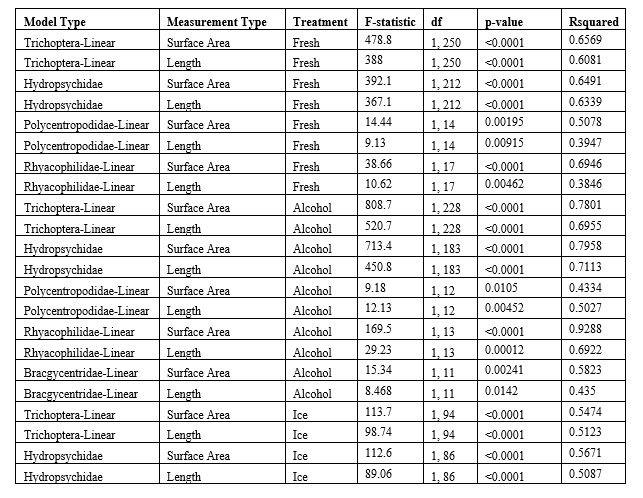 Model Type Measurement Type Treatment F-statistic df p-value Rsquared
Trichoptera-Linear Surface Area Fresh 478.8 1, 250 <0.0001 0.6569
Trichoptera-Linear Length Fresh 388 1, 250 <0.0001 0.6081
Hydropsychidae Surface Area Fresh 392.1 1, 212 <0.0001 0.6491
Hydropsychidae Length Fresh 367.1 1, 212 <0.0001 0.6339
Polycentropodidae-Linear Surface Area Fresh 14.44 1, 14 0.00195 0.5078
Polycentropodidae-Linear Length Fresh 9.13 1, 14 0.00915 0.3947
Rhyacophilidae-Linear Surface Area Fresh 38.66 1, 17 <0.0001 0.6946
Rhyacophilidae-Linear Length Fresh 10.62 1, 17 0.00462 0.3846
Trichoptera-Linear Surface Area Alcohol 808.7 1, 228 <0.0001 0.7801
Trichoptera-Linear Length Alcohol 520.7 1, 228 <0.0001 0.6955
Hydropsychidae Surface Area Alcohol 713.4 1, 183 <0.0001 0.7958
Hydropsychidae Length Alcohol 450.8 1, 183 <0.0001 0.7113
Polycentropodidae-Linear Surface Area Alcohol 9.18 1, 12 0.0105 0.4334
Polycentropodidae-Linear Length Alcohol 12.13 1, 12 0.00452 0.5027
Rhyacophilidae-Linear Surface Area Alcohol 169.5 1, 13 <0.0001 0.9288
Rhyacophilidae-Linear Length Alcohol 29.23 1, 13 0.00012 0.6922
Bracgycentridae-Linear Surface Area Alcohol 15.34 1, 11 0.00241 0.5823
Bracgycentridae-Linear Length Alcohol 8.468 1, 11 0.0142 0.435
Trichoptera-Linear Surface Area Ice 113.7 1, 94 <0.0001 0.5474
Trichoptera-Linear Length Ice 98.74 1, 94 <0.0001 0.5123
Hydropsychidae Surface Area Ice 112.6 1, 86 <0.0001 0.5671
Hydropsychidae Length Ice 89.06 1, 86 <0.0001 0.5087